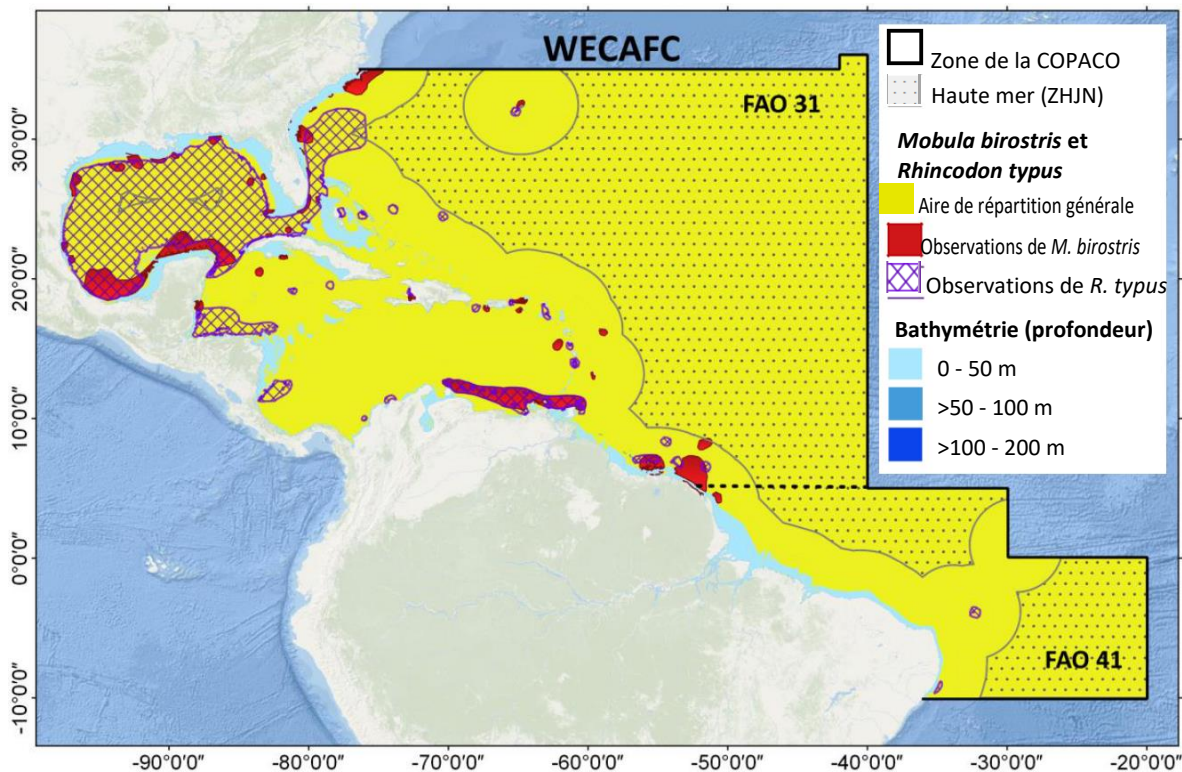 WECAFC
FAO 31
FAO 41
Zone de la COPACO
Haute mer (ZHJN)
Mobula birostris et
Rhincodon typus
Aire de répartition générale
Observations de M. birostris
Observations de R. typus
Bathymétrie (profondeur)
0 - 50 m
>50 - 100 m
>100 - 200 m
30°0'0"
20°0'0"
10°0'0"
0°0'0"
-10°0'0"
-90°0'0"
-80°0'0"
-70°0'0"
-60°0'0"
-50°0'0"
-40°0'0"
-30°0'0"
-20°0'0"